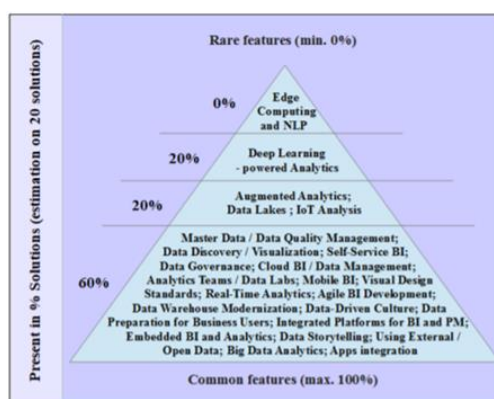 Present in % Solutions (estimation on 20 solutions)
Rare features (min. 0%)
0%
Edge
Computing
and NLP
20%
Deep Learning
- powered Analytics
20%
Augmented Analytics;
Data Lakes ; IoT Analysis
60%
Master Data / Data Quality Management;
Data Discovery / Visualization; Self-Service BI;
Data Governance; Cloud BI / Data Management;
Analytics Teams / Data Labs; Mobile BI; Visual Design
Standards; Real-Time Analytics; Agile BI Development;
Data Warehouse Modernization; Data-Driven Culture; Data
Preparation for Business Users; Integrated Platforms for BI and PM;
Embedded BI and Analytics; Data Storytelling; Using External /
Open Data; Big Data Analytics; Apps integration
Common features (max. 100%)